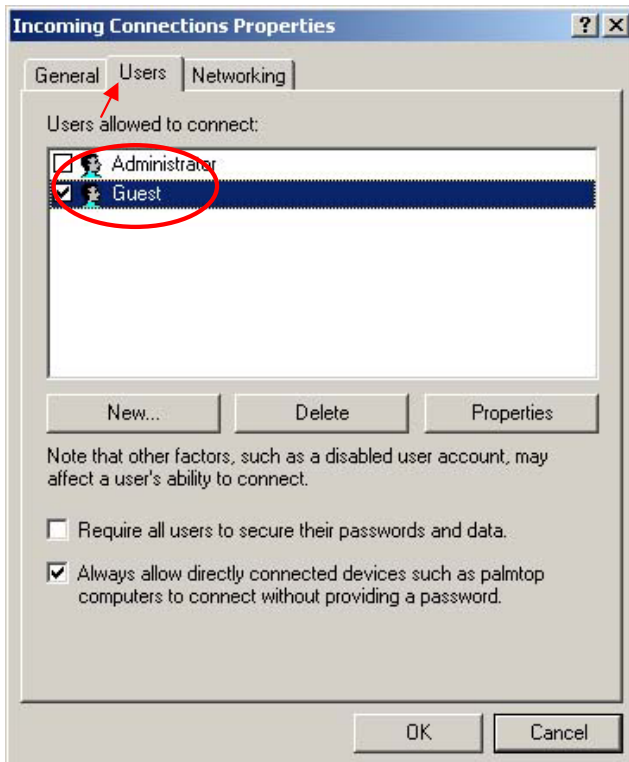 Incoming Connections Properties
General Users Networking
Users allowed to connect:
Administrator
Guest
New... Delete Properties
Note that other factors, such as a disabled user account, may
affect a user's ability to connect.
Require all users to secure their passwords and data.
Always allow directly connected devices such as palmtop
computers to connect without providing a password.
OK Cancel